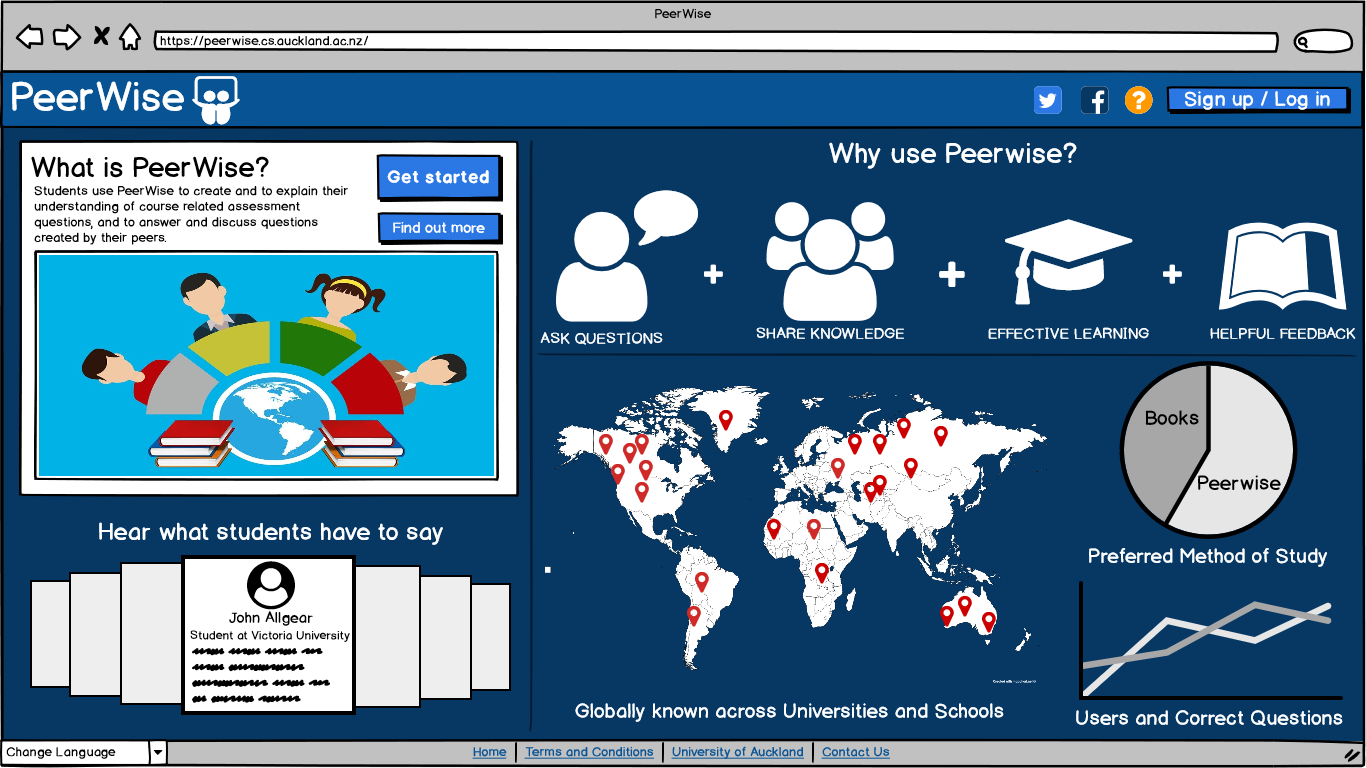 PeerWise
https://peerwise.cs.auckland.ac.nz/
PeerWise
Sign up / Log in
What is PeerWise?
Students use PeerWise to create and to explain their
understanding of course related assessment
questions, and to answer and discuss questions
created by their peers.
Get started
Find out more
Why use Peerwise?
ASK QUESTIONS
+
SHARE KNOWLEDGE
+
EFFECTIVE LEARNING
+
HELPFUL FEEDBACK
Hear what students have to say
John Allgear
Student at Victoria University
Globally known across Universities and Schools
Books
Peerwise
Preferred Method of Study
Users and Correct Questions
Change Language
Home
Terms and Conditions
University of Auckland
Contact Us